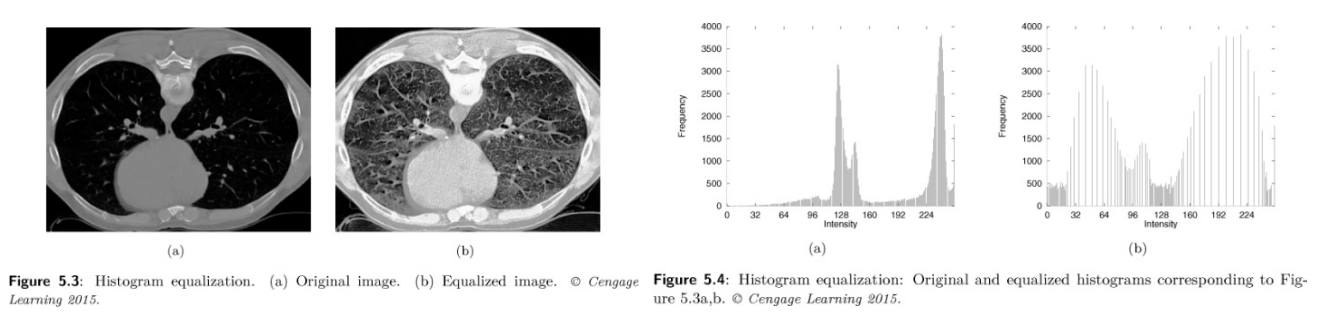 (a)
(b)
Figure 5.3: Histogram equalization. (a) Original image. (b) Equalized image. © Cengage
Learning 2015.
4000
3500
3000
2500
2000
1500
1000
500
0
Frequency
0 32 64 96 128 160 192 224
Intensity
(a)
4000
3500
3000
2500
2000
1500
1000
500
0
Frequency
0 32 64 96 128 160 192 224
Intensity
(b)
Figure 5.4: Histogram equalization: Original and equalized histograms corresponding to Fig-
ure 5.3a,b. © Cengage Learning 2015.